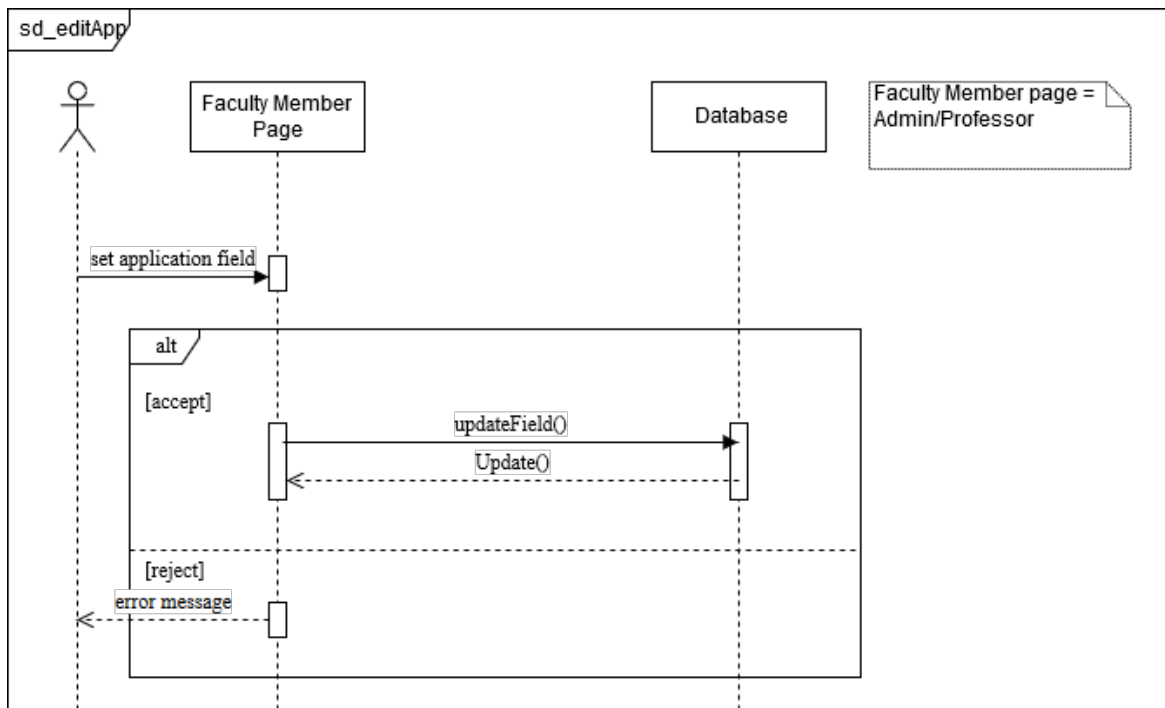 sd_editApp
Faculty Member
Page
Database
Faculty Member page =
Admin/Professor
set application field
alt
[accept]
updateField()
Update()
[reject]
error message